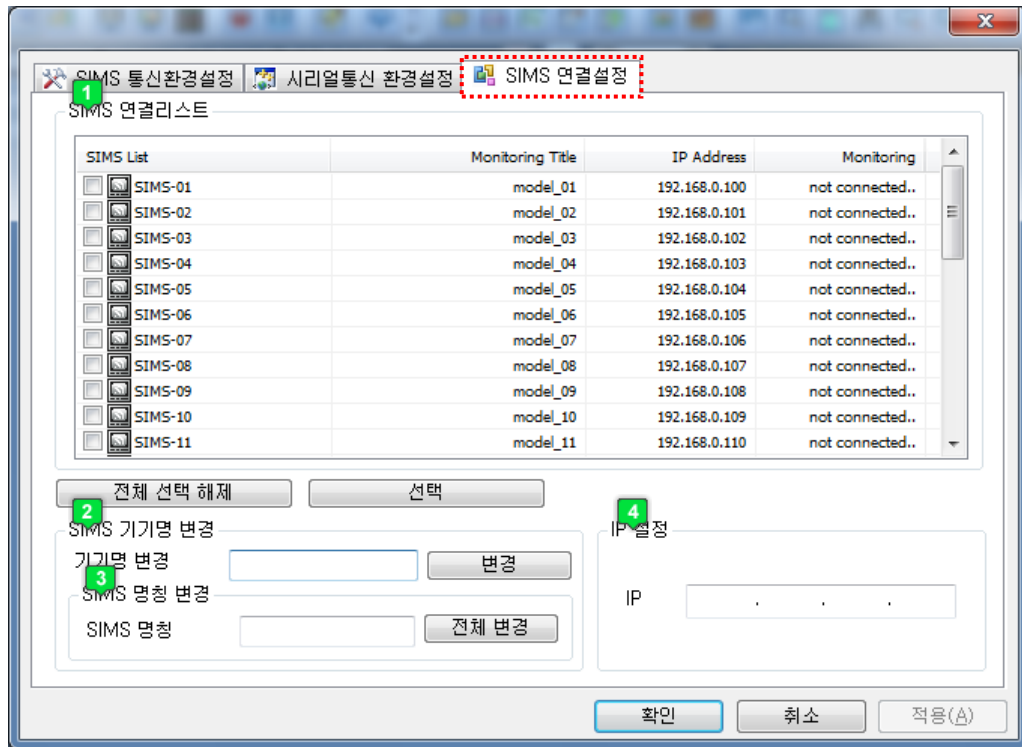 X
SIMS 통신환경설정 시리얼통신 환경설정 SIMS 연결설정
1
SIMS 연결리스트
SIMS List Monitoring Title IP Address Monitoring
SIMS-01 model_01 192.168.0.100 not connected..
SIMS-02 model_02 192.168.0.101 not connected..
SIMS-03 model_03 192.168.0.102 not connected..
SIMS-04 model_04 192.168.0.103 not connected..
SIMS-05 model_05 192.168.0.104 not connected..
SIMS-06 model_06 192.168.0.105 not connected..
SIMS-07 model_07 192.168.0.106 not connected..
SIMS-08 model_08 192.168.0.107 not connected..
SIMS-09 model_09 192.168.0.108 not connected..
SIMS-10 model_10 192.168.0.109 not connected..
SIMS-11 model_11 192.168.0.110 not connected..
전체 선택 해제 선택
2 4
SIMS 기기명 변경 IP 설정
기기명 변경 변경
3
SIMS 명칭 변경
IP . . .
SIMS 명칭 전체 변경
확인 취소 적용(A)